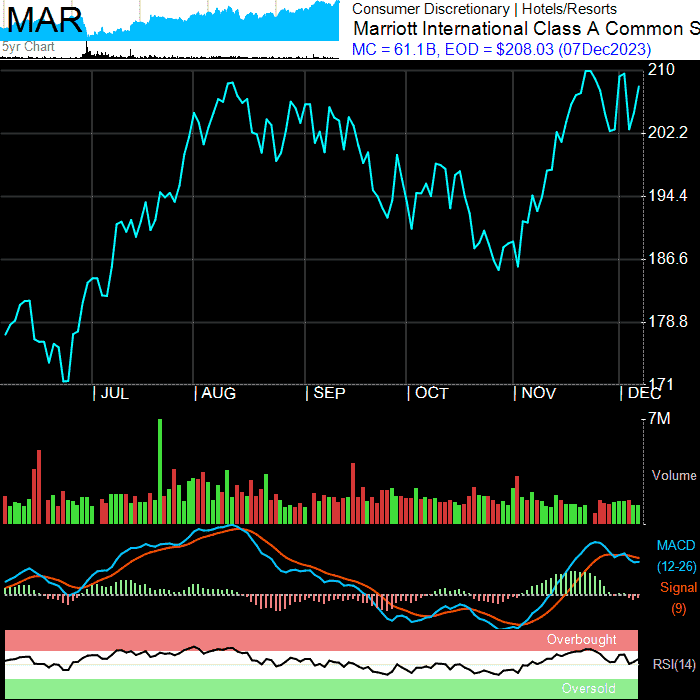 MAR
5yr Chart
Consumer Discretionary | Hotels/Resorts
Marriott International Class A Common S
MC = 61.1B, EOD = $208.03 (07Dec2023)
210
202.2
194.4
186.6
178.8
171
| JUL | AUG | SEP | OCT | NOV | DEC
7M
Volume
MACD
(12-26)
Signal
(9)
Overbought
RSI(14)
Oversold